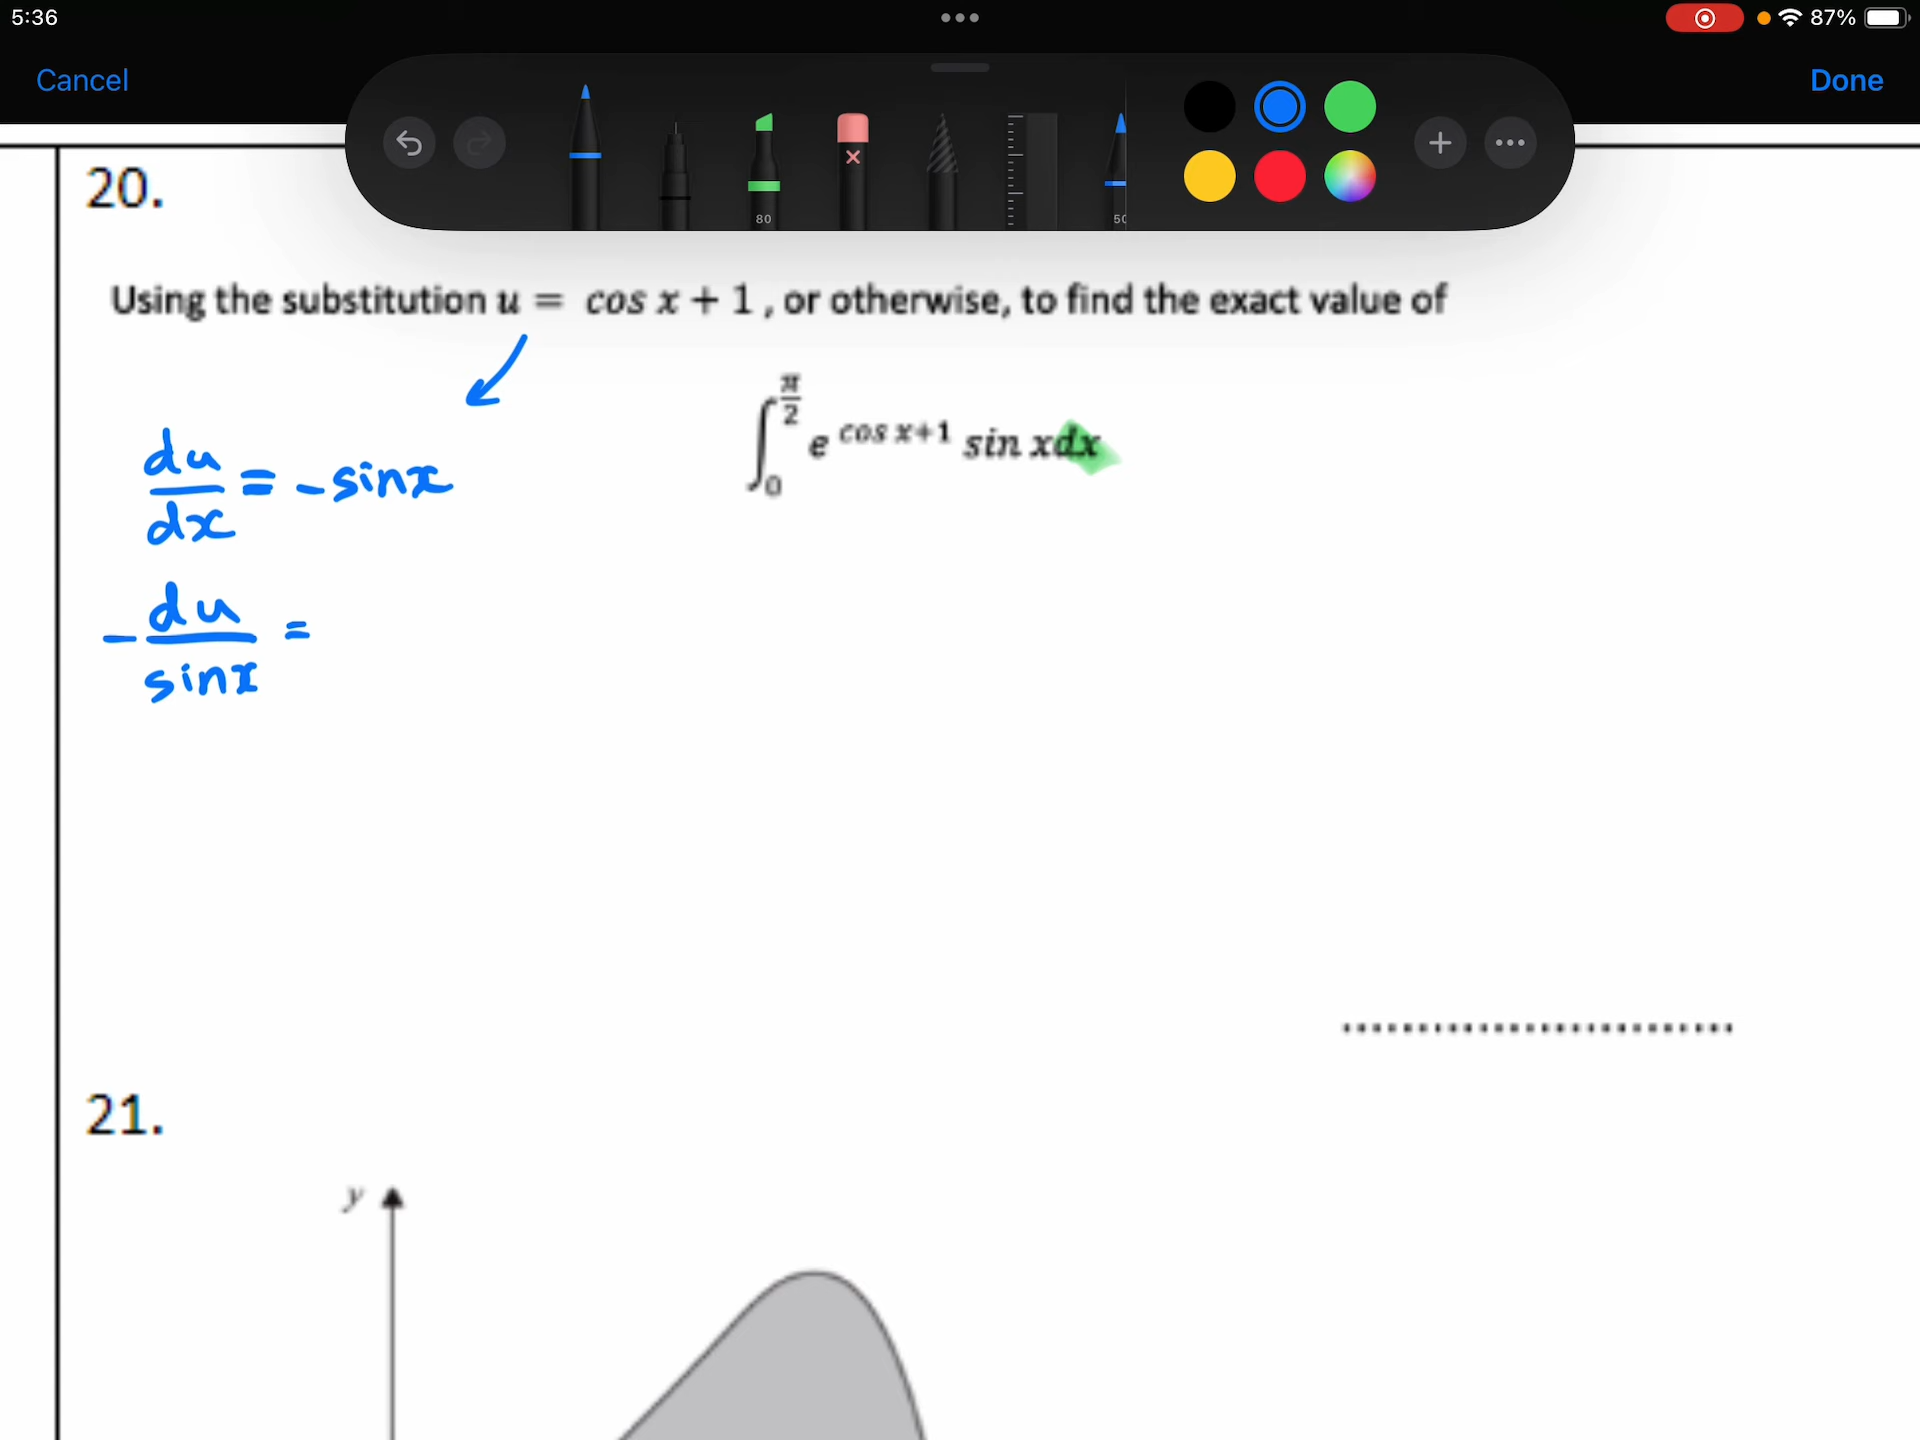 5:36
87%
Cancel
Done
80
50
20.
Using the substitution u = cos x + 1 , or otherwise, to find the exact value of
∫₀^(π/2) e^(cos x+1) sin x dx
du/dx = -sinx
-du/sinx =
21.
y